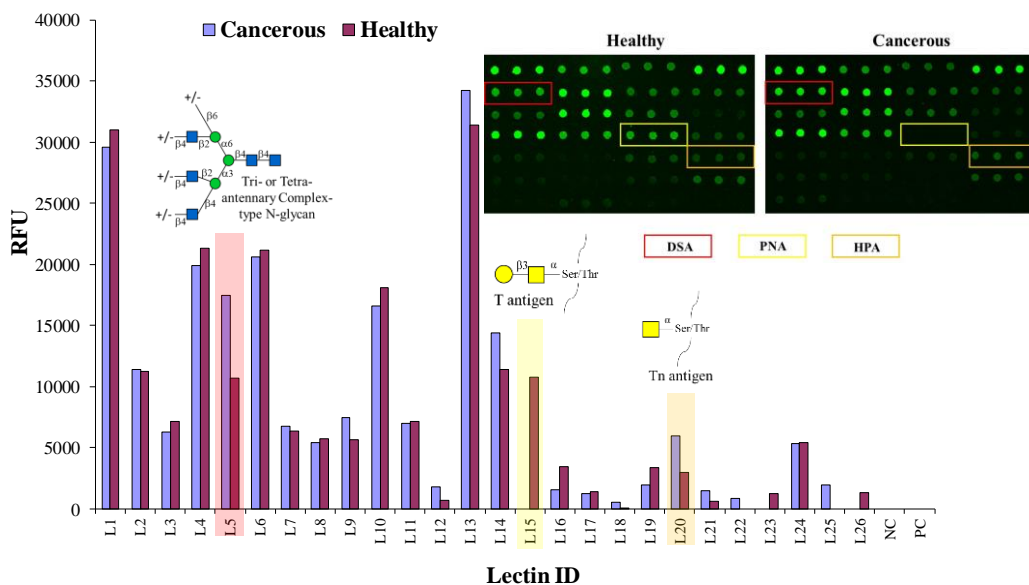 40000
35000
30000
25000
20000
15000
10000
5000
0
RFU
Cancerous Healthy
+/-
β6
+/-
β4 β2 α6
β4 β4
+/- β2 α3
β4
β4
+/-
β4
Tri- or Tetra-
antennary Complex-
type N-glycan
Healthy Cancerous
DSA PNA HPA
β3 α
Ser/Thr
T antigen
α
Ser/Thr
Tn antigen
L1 L2 L3 L4 L5 L6 L7 L8 L9 L10 L11 L12 L13 L14 L15 L16 L17 L18 L19 L20 L21 L22 L23 L24 L25 L26 NC PC
Lectin ID